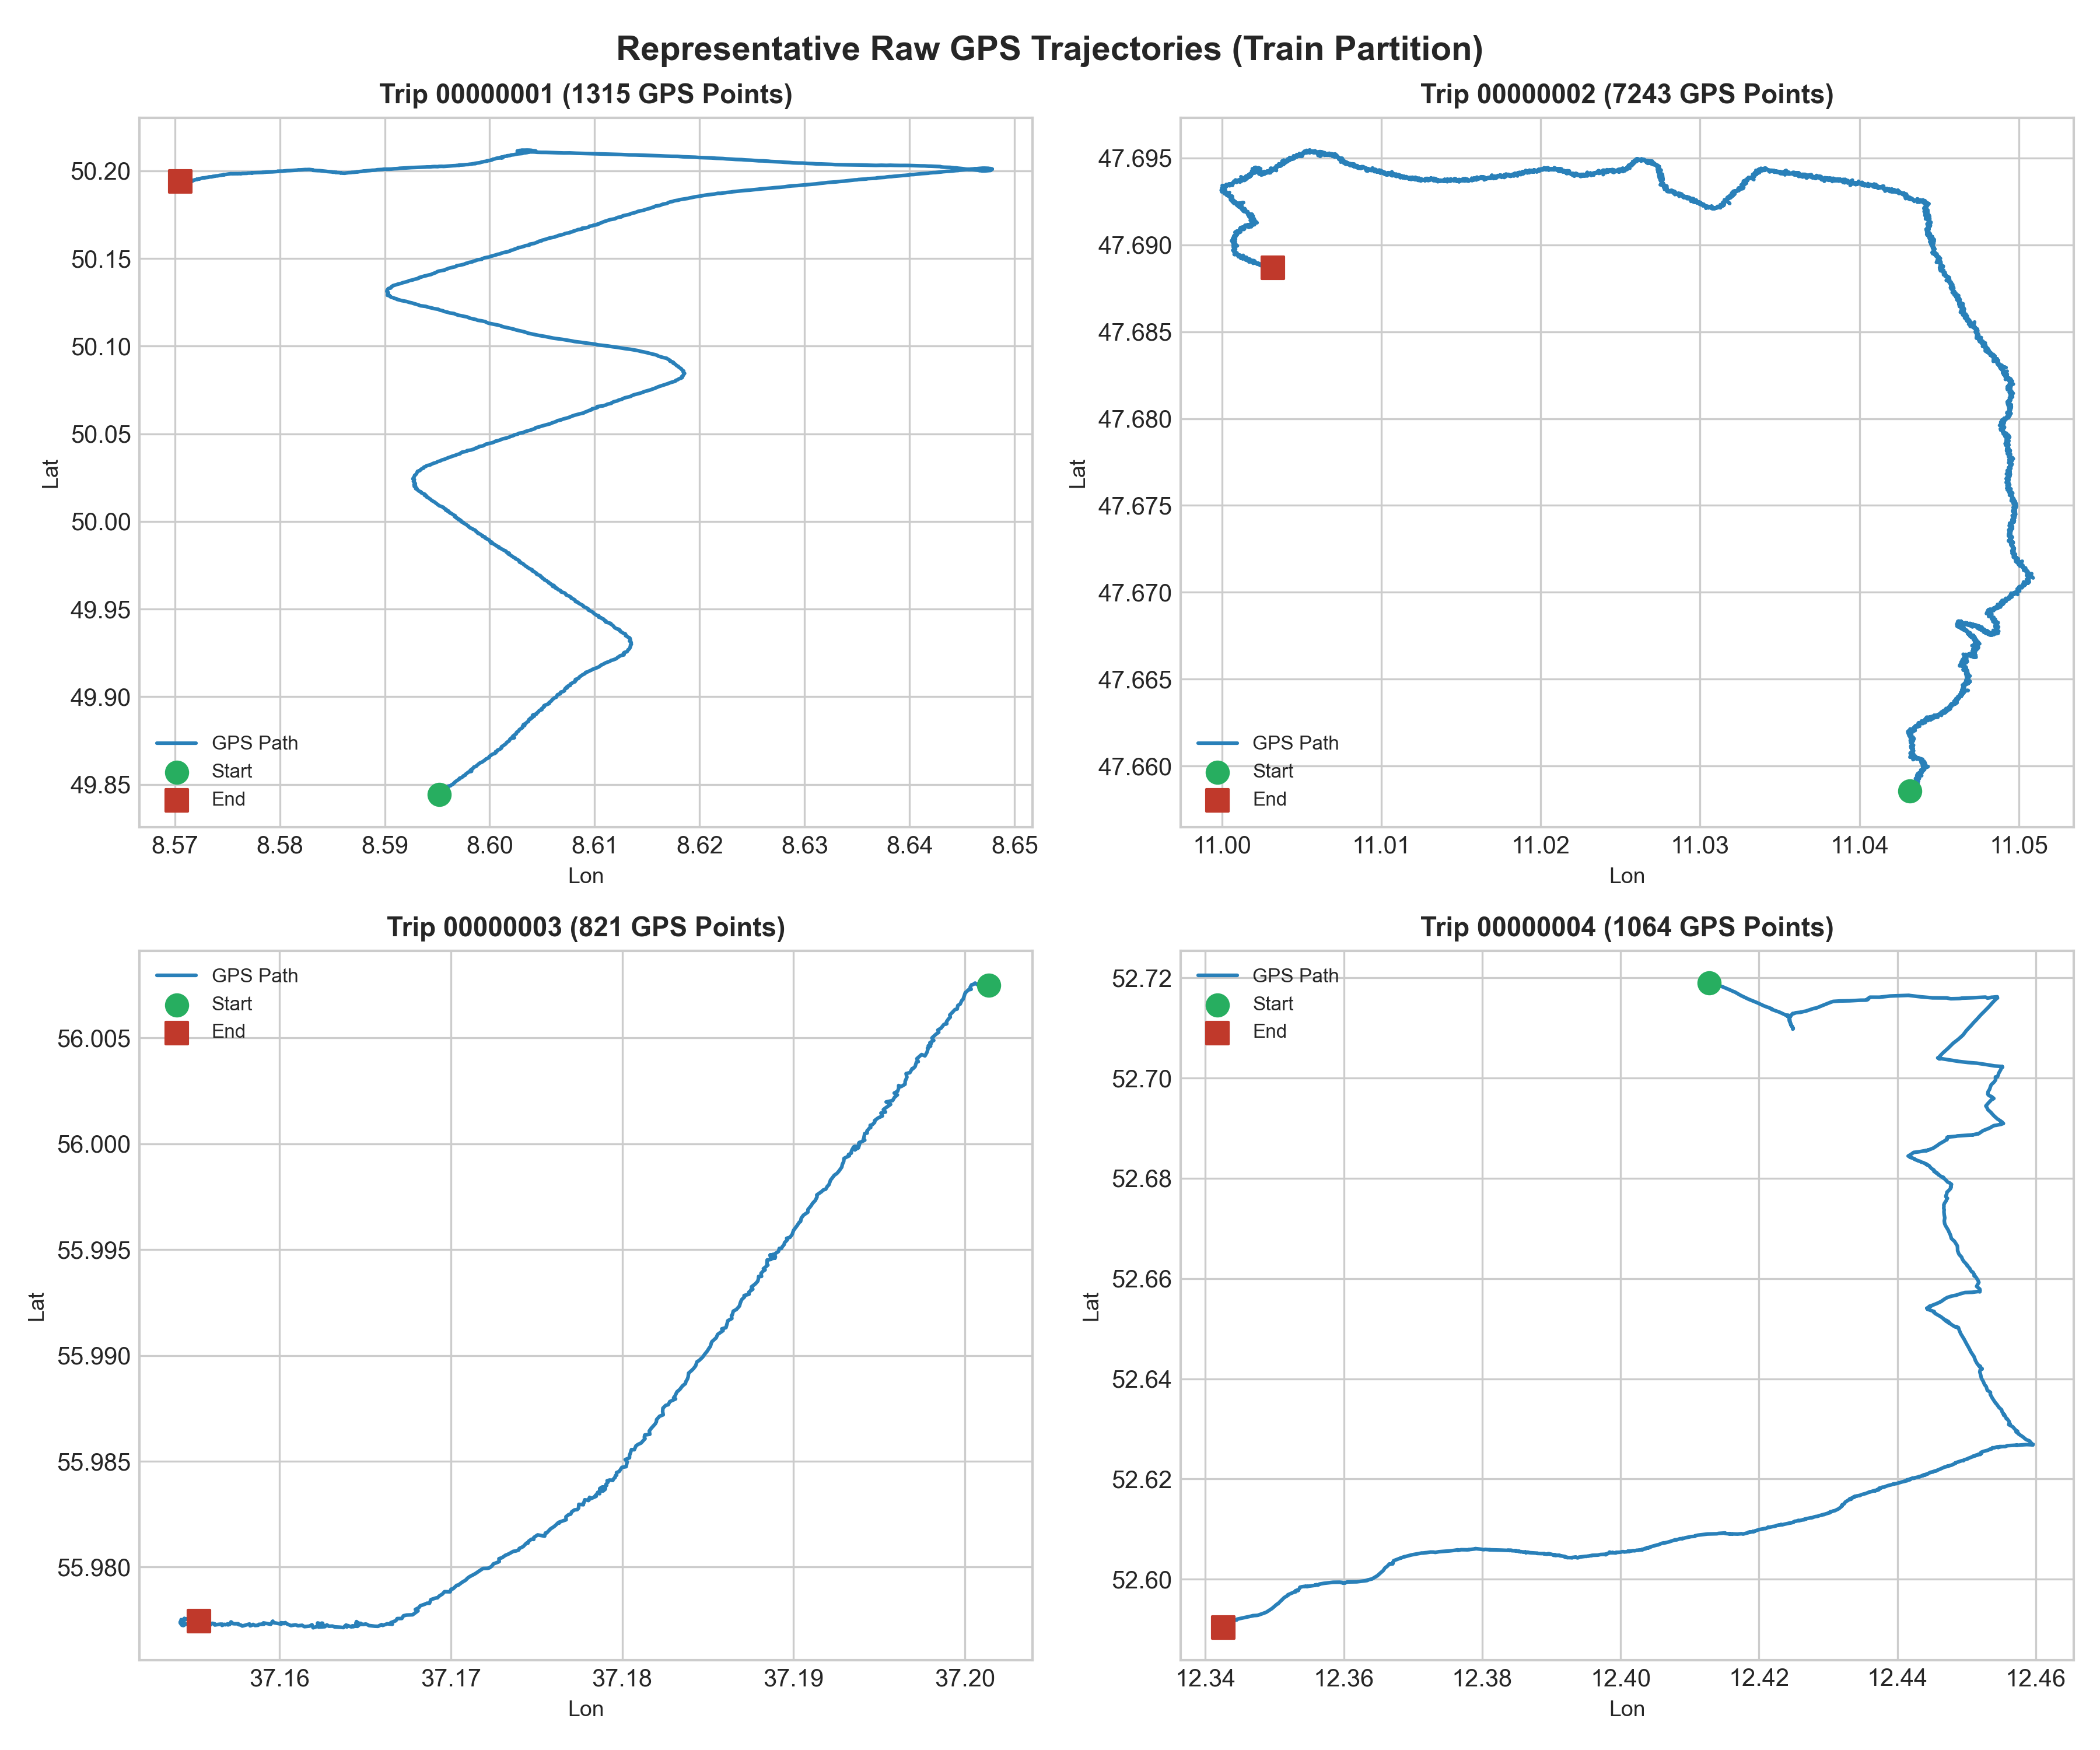 Representative Raw GPS Trajectories (Train Partition)
Trip 00000001 (1315 GPS Points)
50.20
50.15
50.10
50.05
50.00
49.95
49.90
49.85
Lat
GPS Path
Start
End
8.57 8.58 8.59 8.60 8.61 8.62 8.63 8.64 8.65
Lon
Trip 00000002 (7243 GPS Points)
47.695
47.690
47.685
47.680
47.675
47.670
47.665
47.660
Lat
GPS Path
Start
End
11.00 11.01 11.02 11.03 11.04 11.05
Lon
Trip 00000003 (821 GPS Points)
GPS Path
Start
End
56.005
56.000
55.995
55.990
55.985
55.980
Lat
37.16 37.17 37.18 37.19 37.20
Lon
Trip 00000004 (1064 GPS Points)
GPS Path
Start
End
52.72
52.70
52.68
52.66
52.64
52.62
52.60
Lat
12.34 12.36 12.38 12.40 12.42 12.44 12.46
Lon